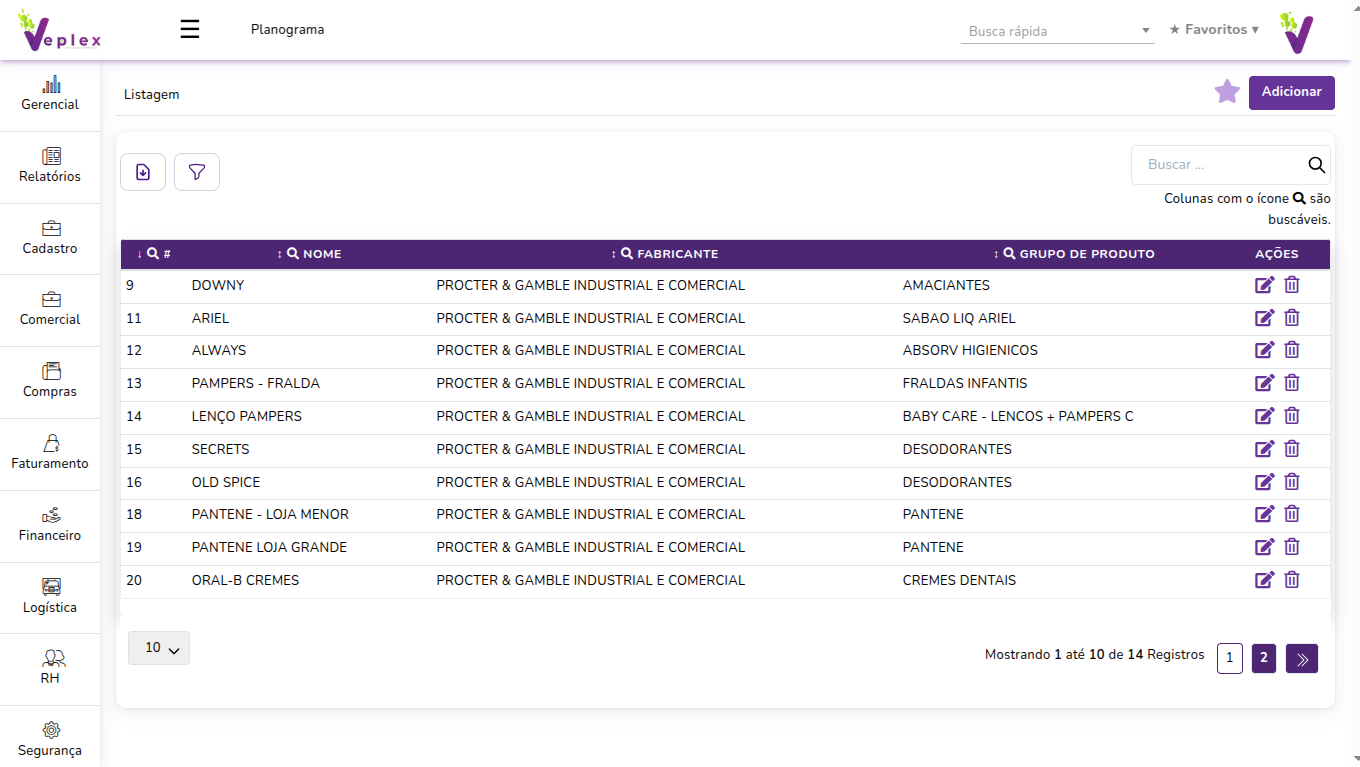 Veplex
Planograma
Busca rápida
★ Favoritos ▾
Gerencial
Relatórios
Cadastro
Comercial
Compras
Faturamento
Financeiro
Logística
RH
Segurança
Listagem
Adicionar
Buscar ...
Colunas com o ícone são
buscáveis.
↓ # ↕ NOME ↕ FABRICANTE ↕ GRUPO DE PRODUTO AÇÕES
9 DOWNY PROCTER & GAMBLE INDUSTRIAL E COMERCIAL AMACIANTES
11 ARIEL PROCTER & GAMBLE INDUSTRIAL E COMERCIAL SABAO LIQ ARIEL
12 ALWAYS PROCTER & GAMBLE INDUSTRIAL E COMERCIAL ABSORV HIGIENICOS
13 PAMPERS - FRALDA PROCTER & GAMBLE INDUSTRIAL E COMERCIAL FRALDAS INFANTIS
14 LENÇO PAMPERS PROCTER & GAMBLE INDUSTRIAL E COMERCIAL BABY CARE - LENCOS + PAMPERS C
15 SECRETS PROCTER & GAMBLE INDUSTRIAL E COMERCIAL DESODORANTES
16 OLD SPICE PROCTER & GAMBLE INDUSTRIAL E COMERCIAL DESODORANTES
18 PANTENE - LOJA MENOR PROCTER & GAMBLE INDUSTRIAL E COMERCIAL PANTENE
19 PANTENE LOJA GRANDE PROCTER & GAMBLE INDUSTRIAL E COMERCIAL PANTENE
20 ORAL-B CREMES PROCTER & GAMBLE INDUSTRIAL E COMERCIAL CREMES DENTAIS
10
Mostrando 1 até 10 de 14 Registros 1 2